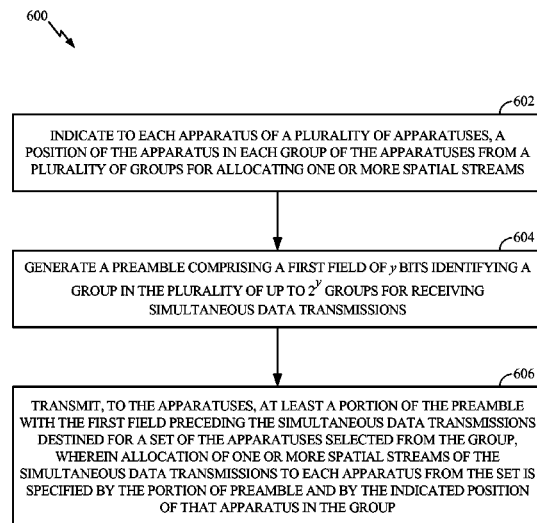 600
602
INDICATE TO EACH APPARATUS OF A PLURALITY OF APPARATUSES, A
POSITION OF THE APPARATUS IN EACH GROUP OF THE APPARATUSES FROM A
PLURALITY OF GROUPS FOR ALLOCATING ONE OR MORE SPATIAL STREAMS
604
GENERATE A PREAMBLE COMPRISING A FIRST FIELD OF y BITS IDENTIFYING A
GROUP IN THE PLURALITY OF UP TO 2^y GROUPS FOR RECEIVING
SIMULTANEOUS DATA TRANSMISSIONS
606
TRANSMIT, TO THE APPARATUSES, AT LEAST A PORTION OF THE PREAMBLE
WITH THE FIRST FIELD PRECEDING THE SIMULTANEOUS DATA TRANSMISSIONS
DESTINED FOR A SET OF THE APPARATUSES SELECTED FROM THE GROUP,
WHEREIN ALLOCATION OF ONE OR MORE SPATIAL STREAMS OF THE
SIMULTANEOUS DATA TRANSMISSIONS TO EACH APPARATUS FROM THE SET IS
SPECIFIED BY THE PORTION OF PREAMBLE AND BY THE INDICATED POSITION
OF THAT APPARATUS IN THE GROUP